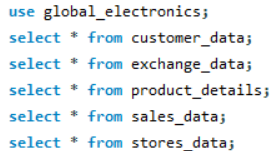 use global_electronics;
select * from customer_data;
select * from exchange_data;
select * from product_details;
select * from sales_data;
select * from stores_data;